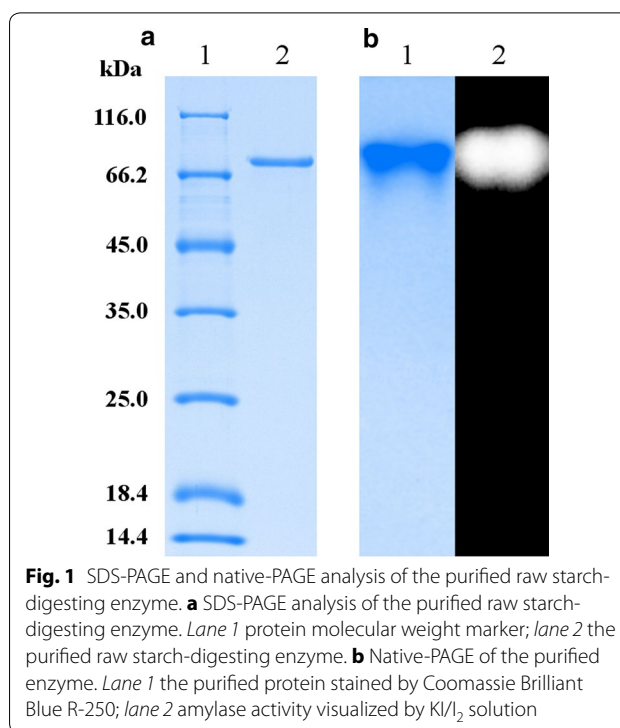 a b
kDa 1 2 1 2
116.0
66.2
45.0
35.0
25.0
18.4
14.4
Fig. 1 SDS-PAGE and native-PAGE analysis of the purified raw starch-
digesting enzyme. a SDS-PAGE analysis of the purified raw starch-
digesting enzyme. Lane 1 protein molecular weight marker; lane 2 the
purified raw starch-digesting enzyme. b Native-PAGE of the purified
enzyme. Lane 1 the purified protein stained by Coomassie Brilliant
Blue R-250; lane 2 amylase activity visualized by KI/I₂ solution